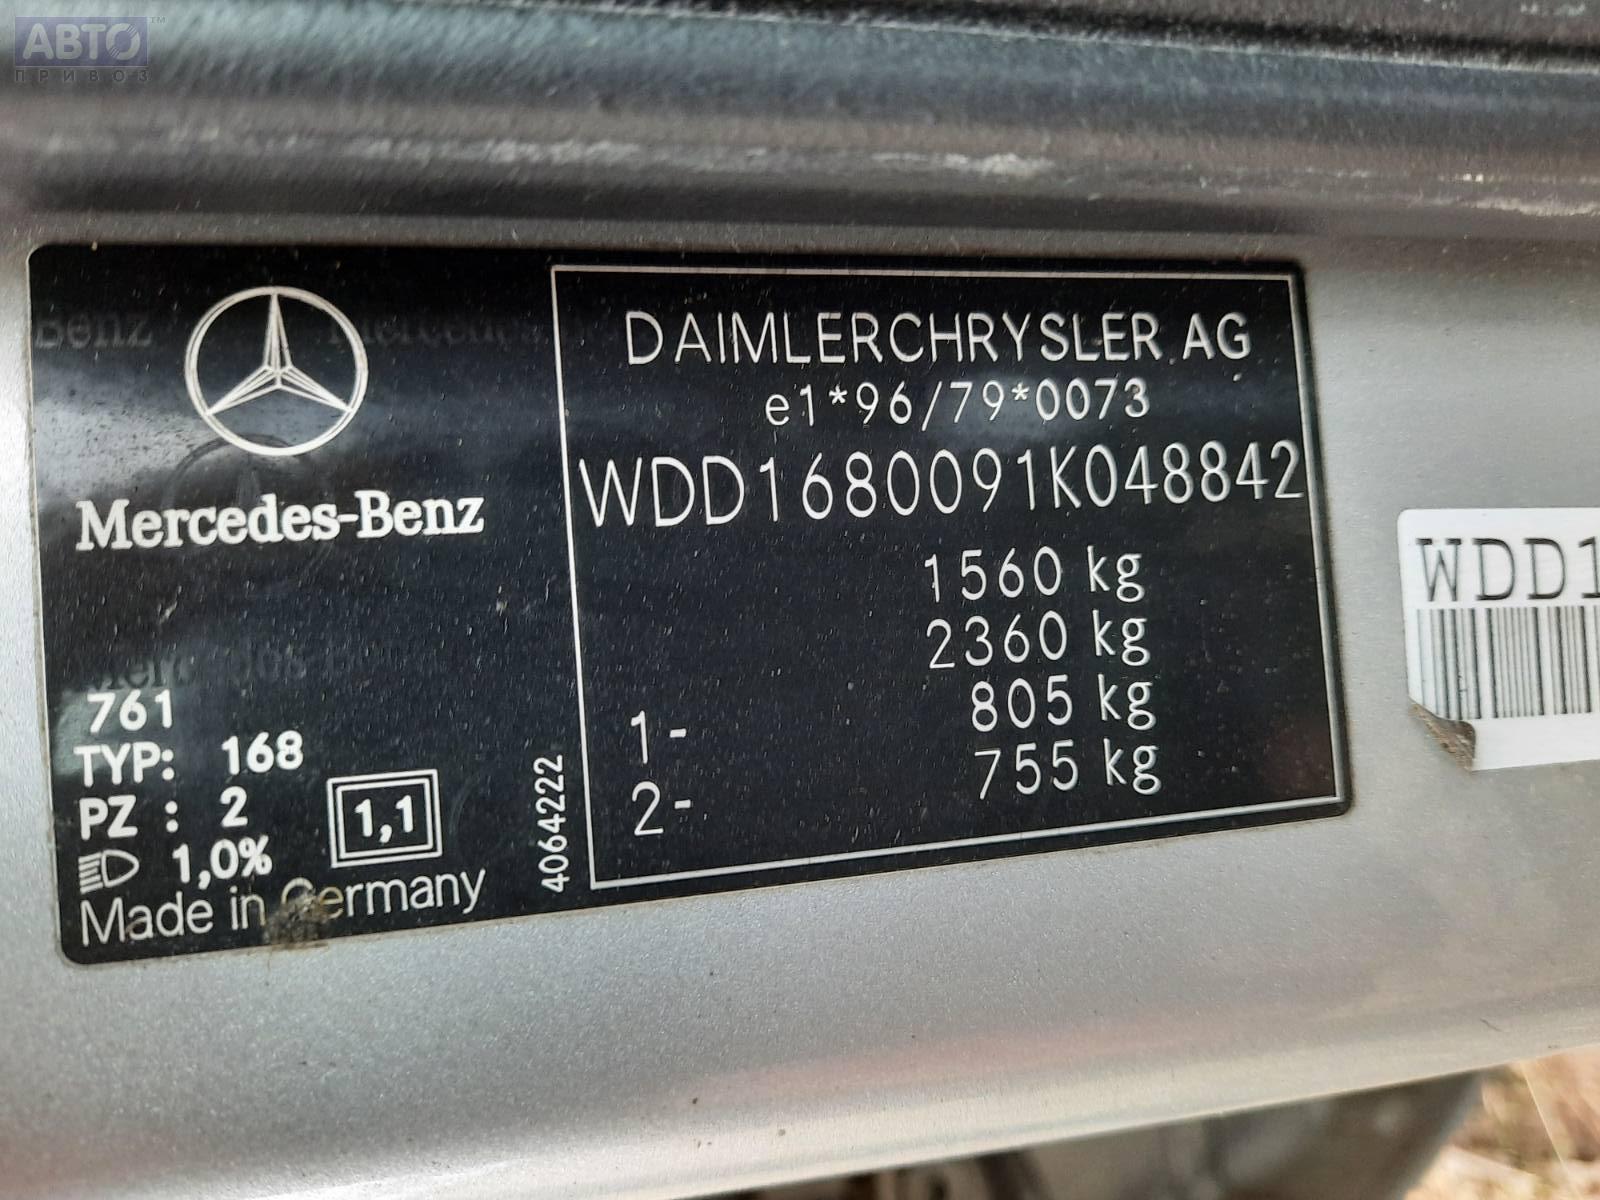 АВТО™
ПРИВОЗ
Mercedes-Benz
761
TYP: 168
PZ : 2
1,0%
1,1
Made in Germany
4064222
DAIMLERCHRYSLER AG
e1*96/79*0073
WDD1680091K048842
1560 kg
2360 kg
1- 805 kg
2- 755 kg
WDD1